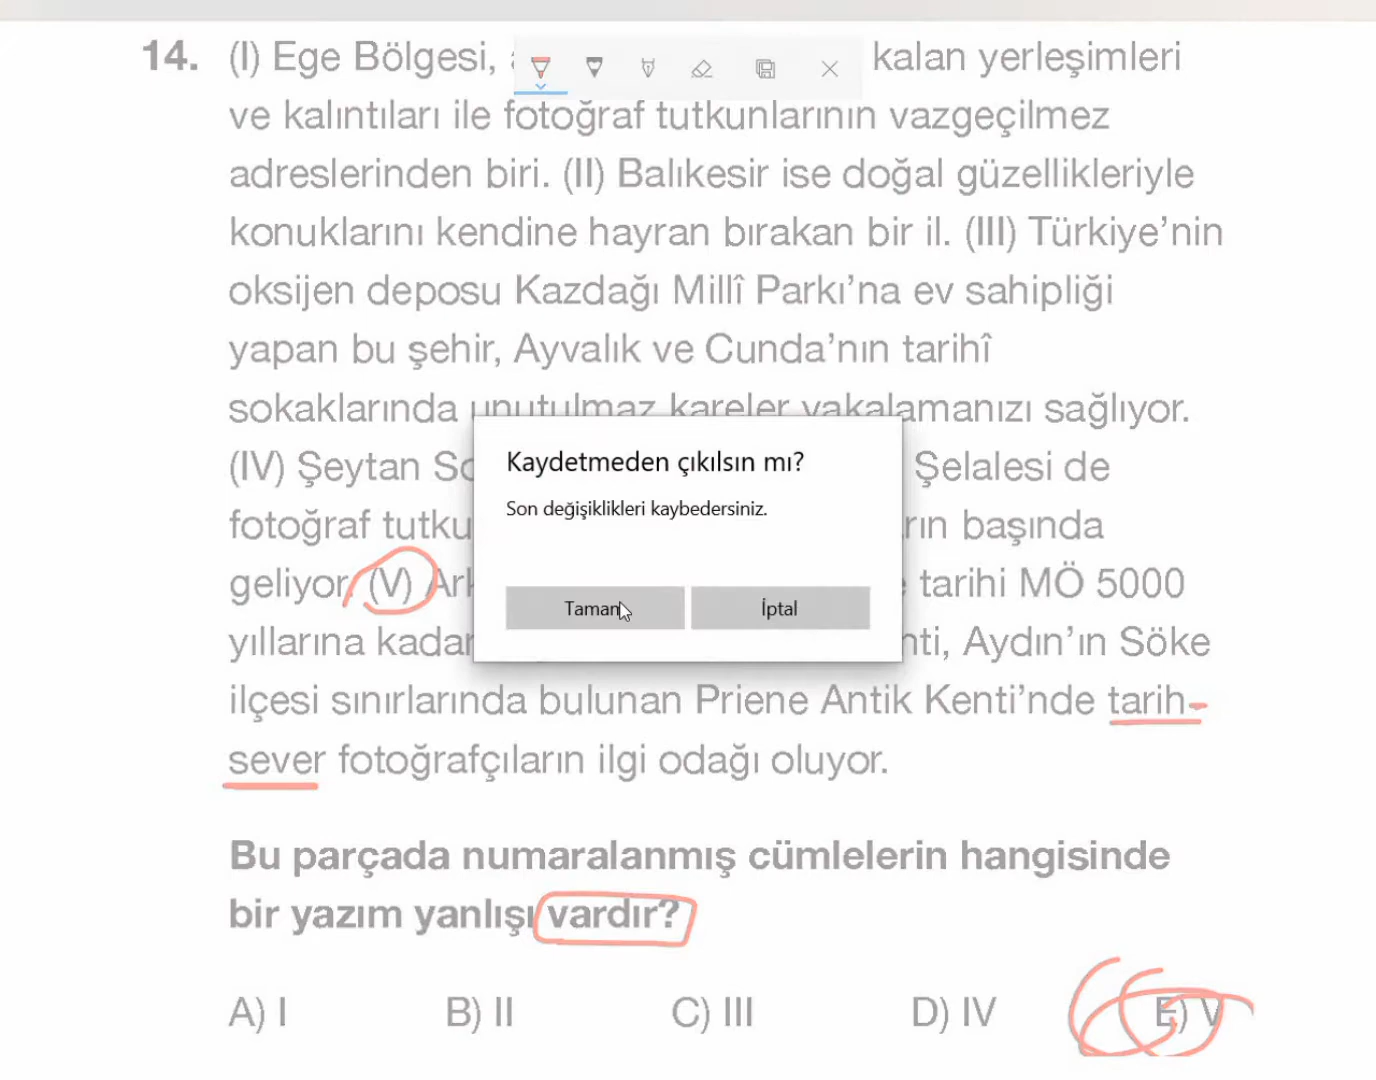 14. (I) Ege Bölgesi, kalan yerleşimleri
ve kalıntıları ile fotoğraf tutkunlarının vazgeçilmez
adreslerinden biri. (II) Balıkesir ise doğal güzellikleriyle
konuklarını kendine hayran bırakan bir il. (III) Türkiye’nin
oksijen deposu Kazdağı Millî Parkı’na ev sahipliği
yapan bu şehir, Ayvalık ve Cunda’nın tarihî
sokaklarında unutulmaz kareler yakalamanızı sağlıyor.
(IV) Şeytan Şelalesi de
fotoğraf başında
geliyor. (V) tarihi MÖ 5000
yıllarına Aydın’ın Söke
ilçesi sınırlarında bulunan Priene Antik Kenti’nde tarih-
sever fotoğrafçıların ilgi odağı oluyor.
Kaydetmeden çıkılsın mı?
Son değişiklikleri kaybedersiniz.
Tamam İptal
Bu parçada numaralanmış cümlelerin hangisinde
bir yazım yanlışı vardır?
A) I B) II C) III D) IV E) V